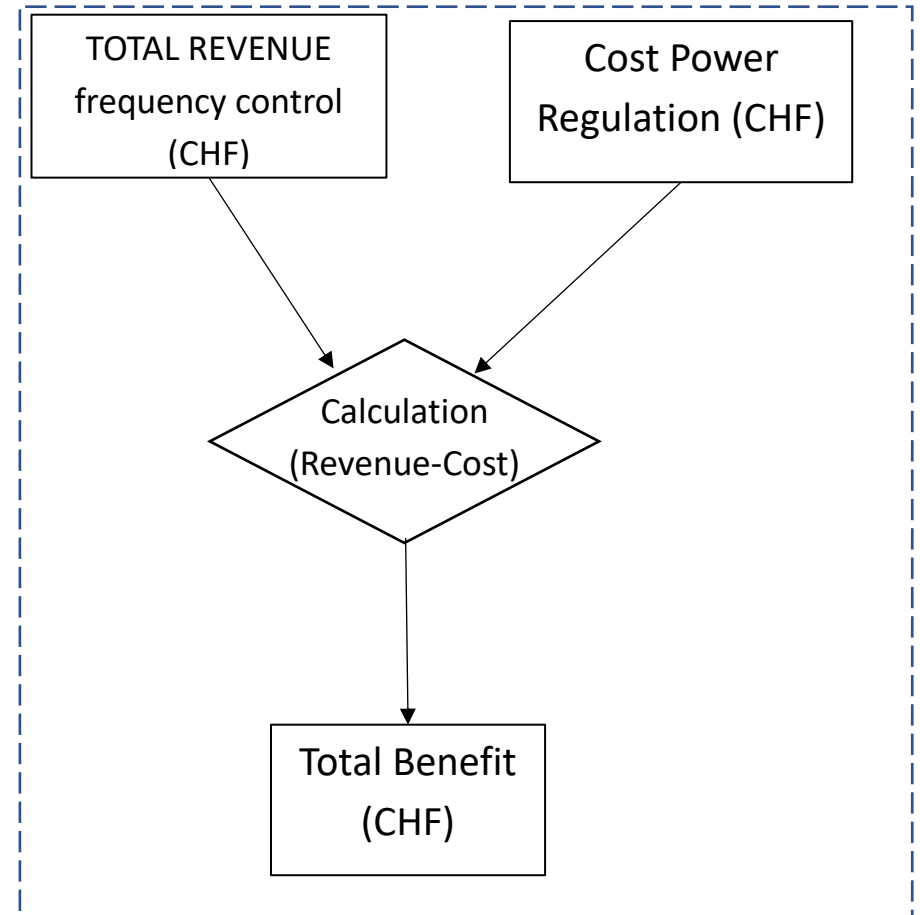 TOTAL REVENUE
frequency control
(CHF)
Cost Power
Regulation (CHF)
Calculation
(Revenue-Cost)
Total Benefit
(CHF)